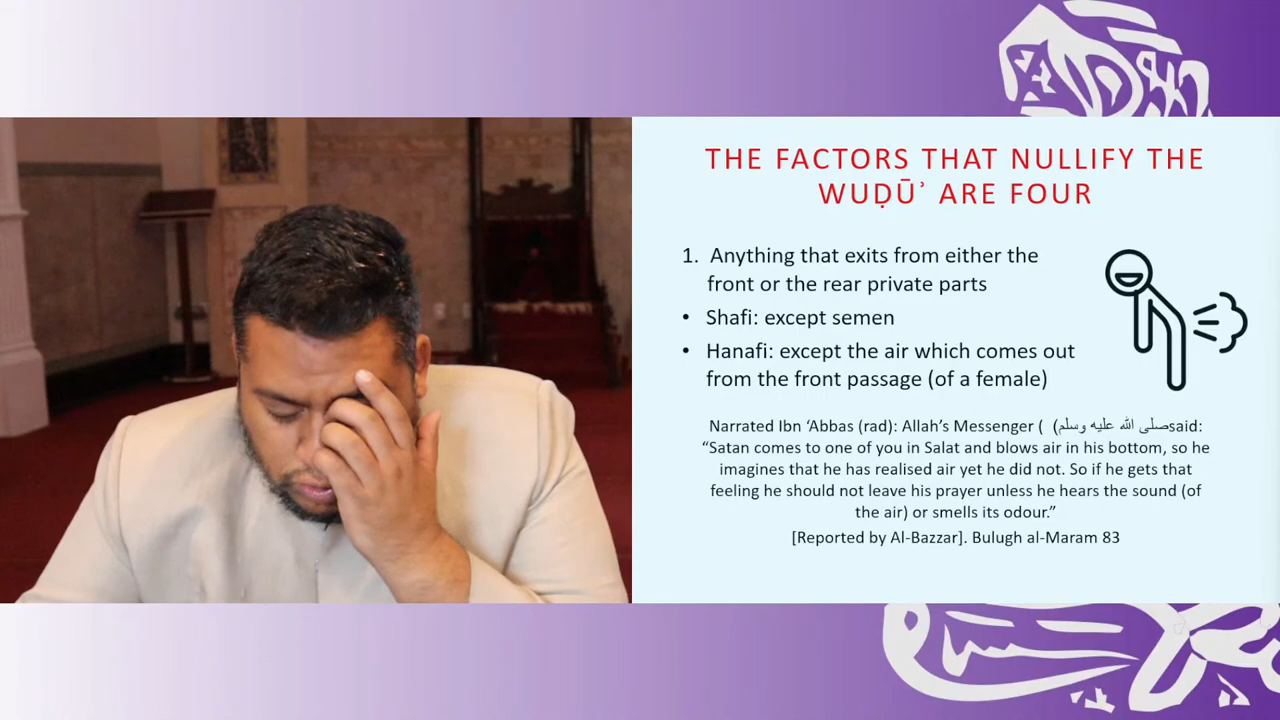 THE FACTORS THAT NULLIFY THE
WUḌŪʾ ARE FOUR
1. Anything that exits from either the
front or the rear private parts
• Shafi: except semen
• Hanafi: except the air which comes out
from the front passage (of a female)
Narrated Ibn ‘Abbas (rad): Allah’s Messenger ( (صلى الله عليه وسلمsaid:
“Satan comes to one of you in Salat and blows air in his bottom, so he
imagines that he has realised air yet he did not. So if he gets that
feeling he should not leave his prayer unless he hears the sound (of
the air) or smells its odour.”
[Reported by Al-Bazzar]. Bulugh al-Maram 83